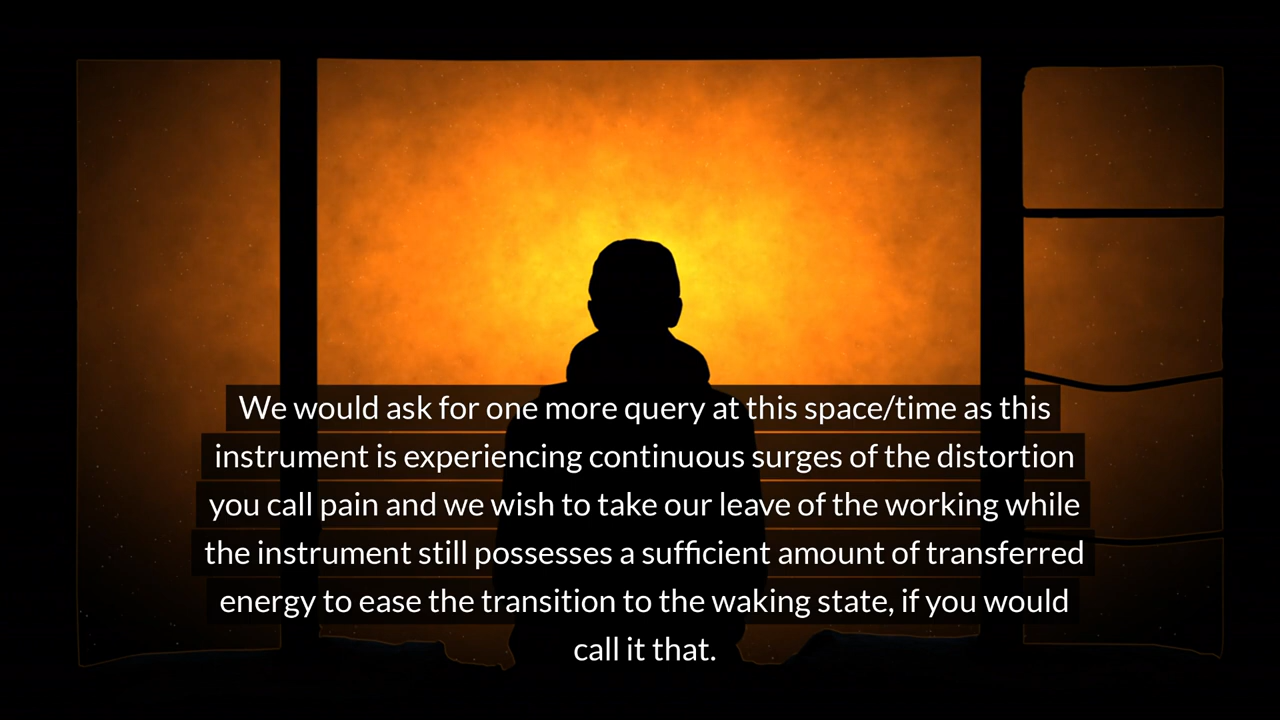 We would ask for one more query at this space/time as this
instrument is experiencing continuous surges of the distortion
you call pain and we wish to take our leave of the working while
the instrument still possesses a sufficient amount of transferred
energy to ease the transition to the waking state, if you would
call it that.